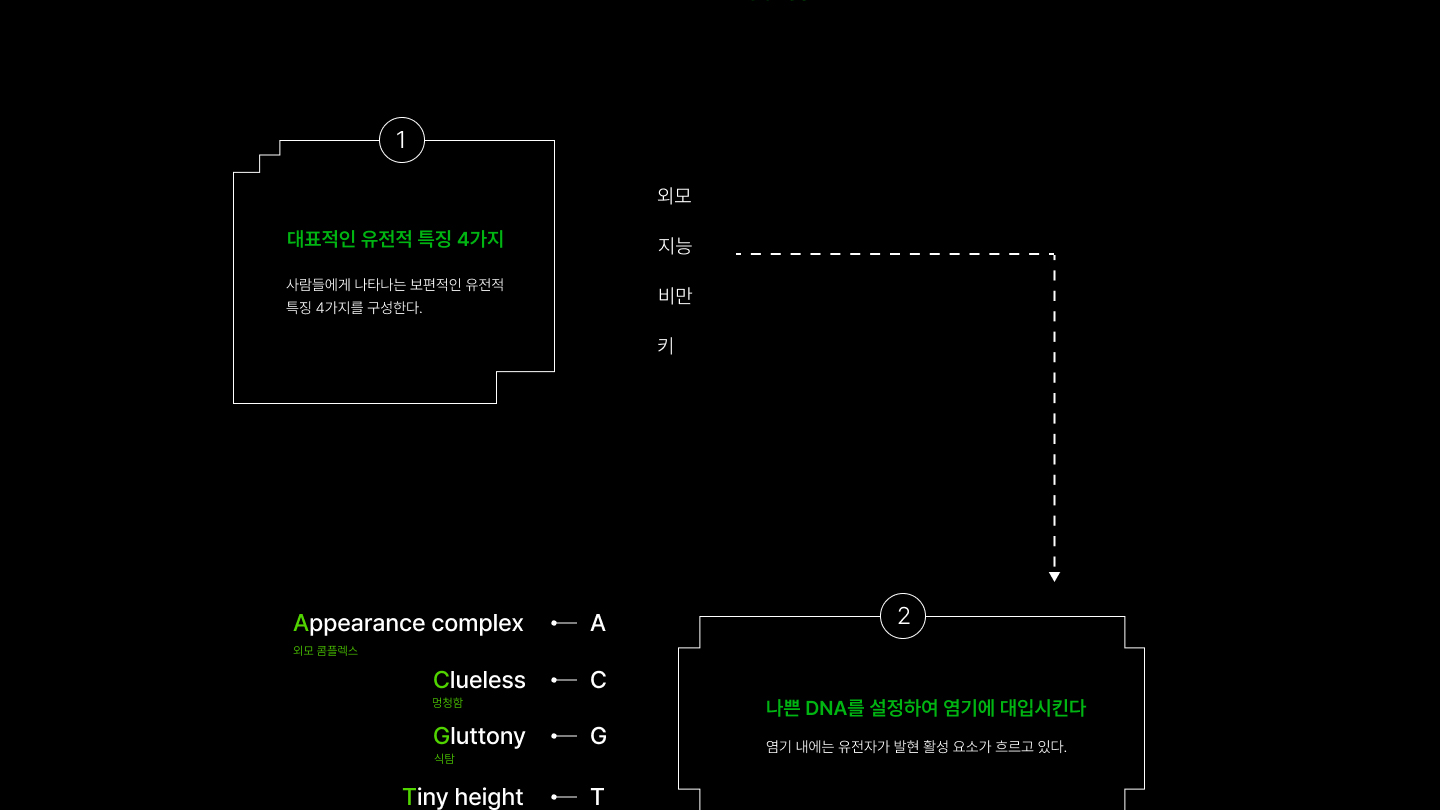 1
대표적인 유전적 특징 4가지
사람들에게 나타나는 보편적인 유전적
특징 4가지를 구성한다.
외모
지능
비만
키
Appearance complex A
외모 콤플렉스
Clueless C
멍청함
Gluttony G
식탐
Tiny height T
2
나쁜 DNA를 설정하여 염기에 대입시킨다
염기 내에는 유전자가 발현 활성 요소가 흐르고 있다.